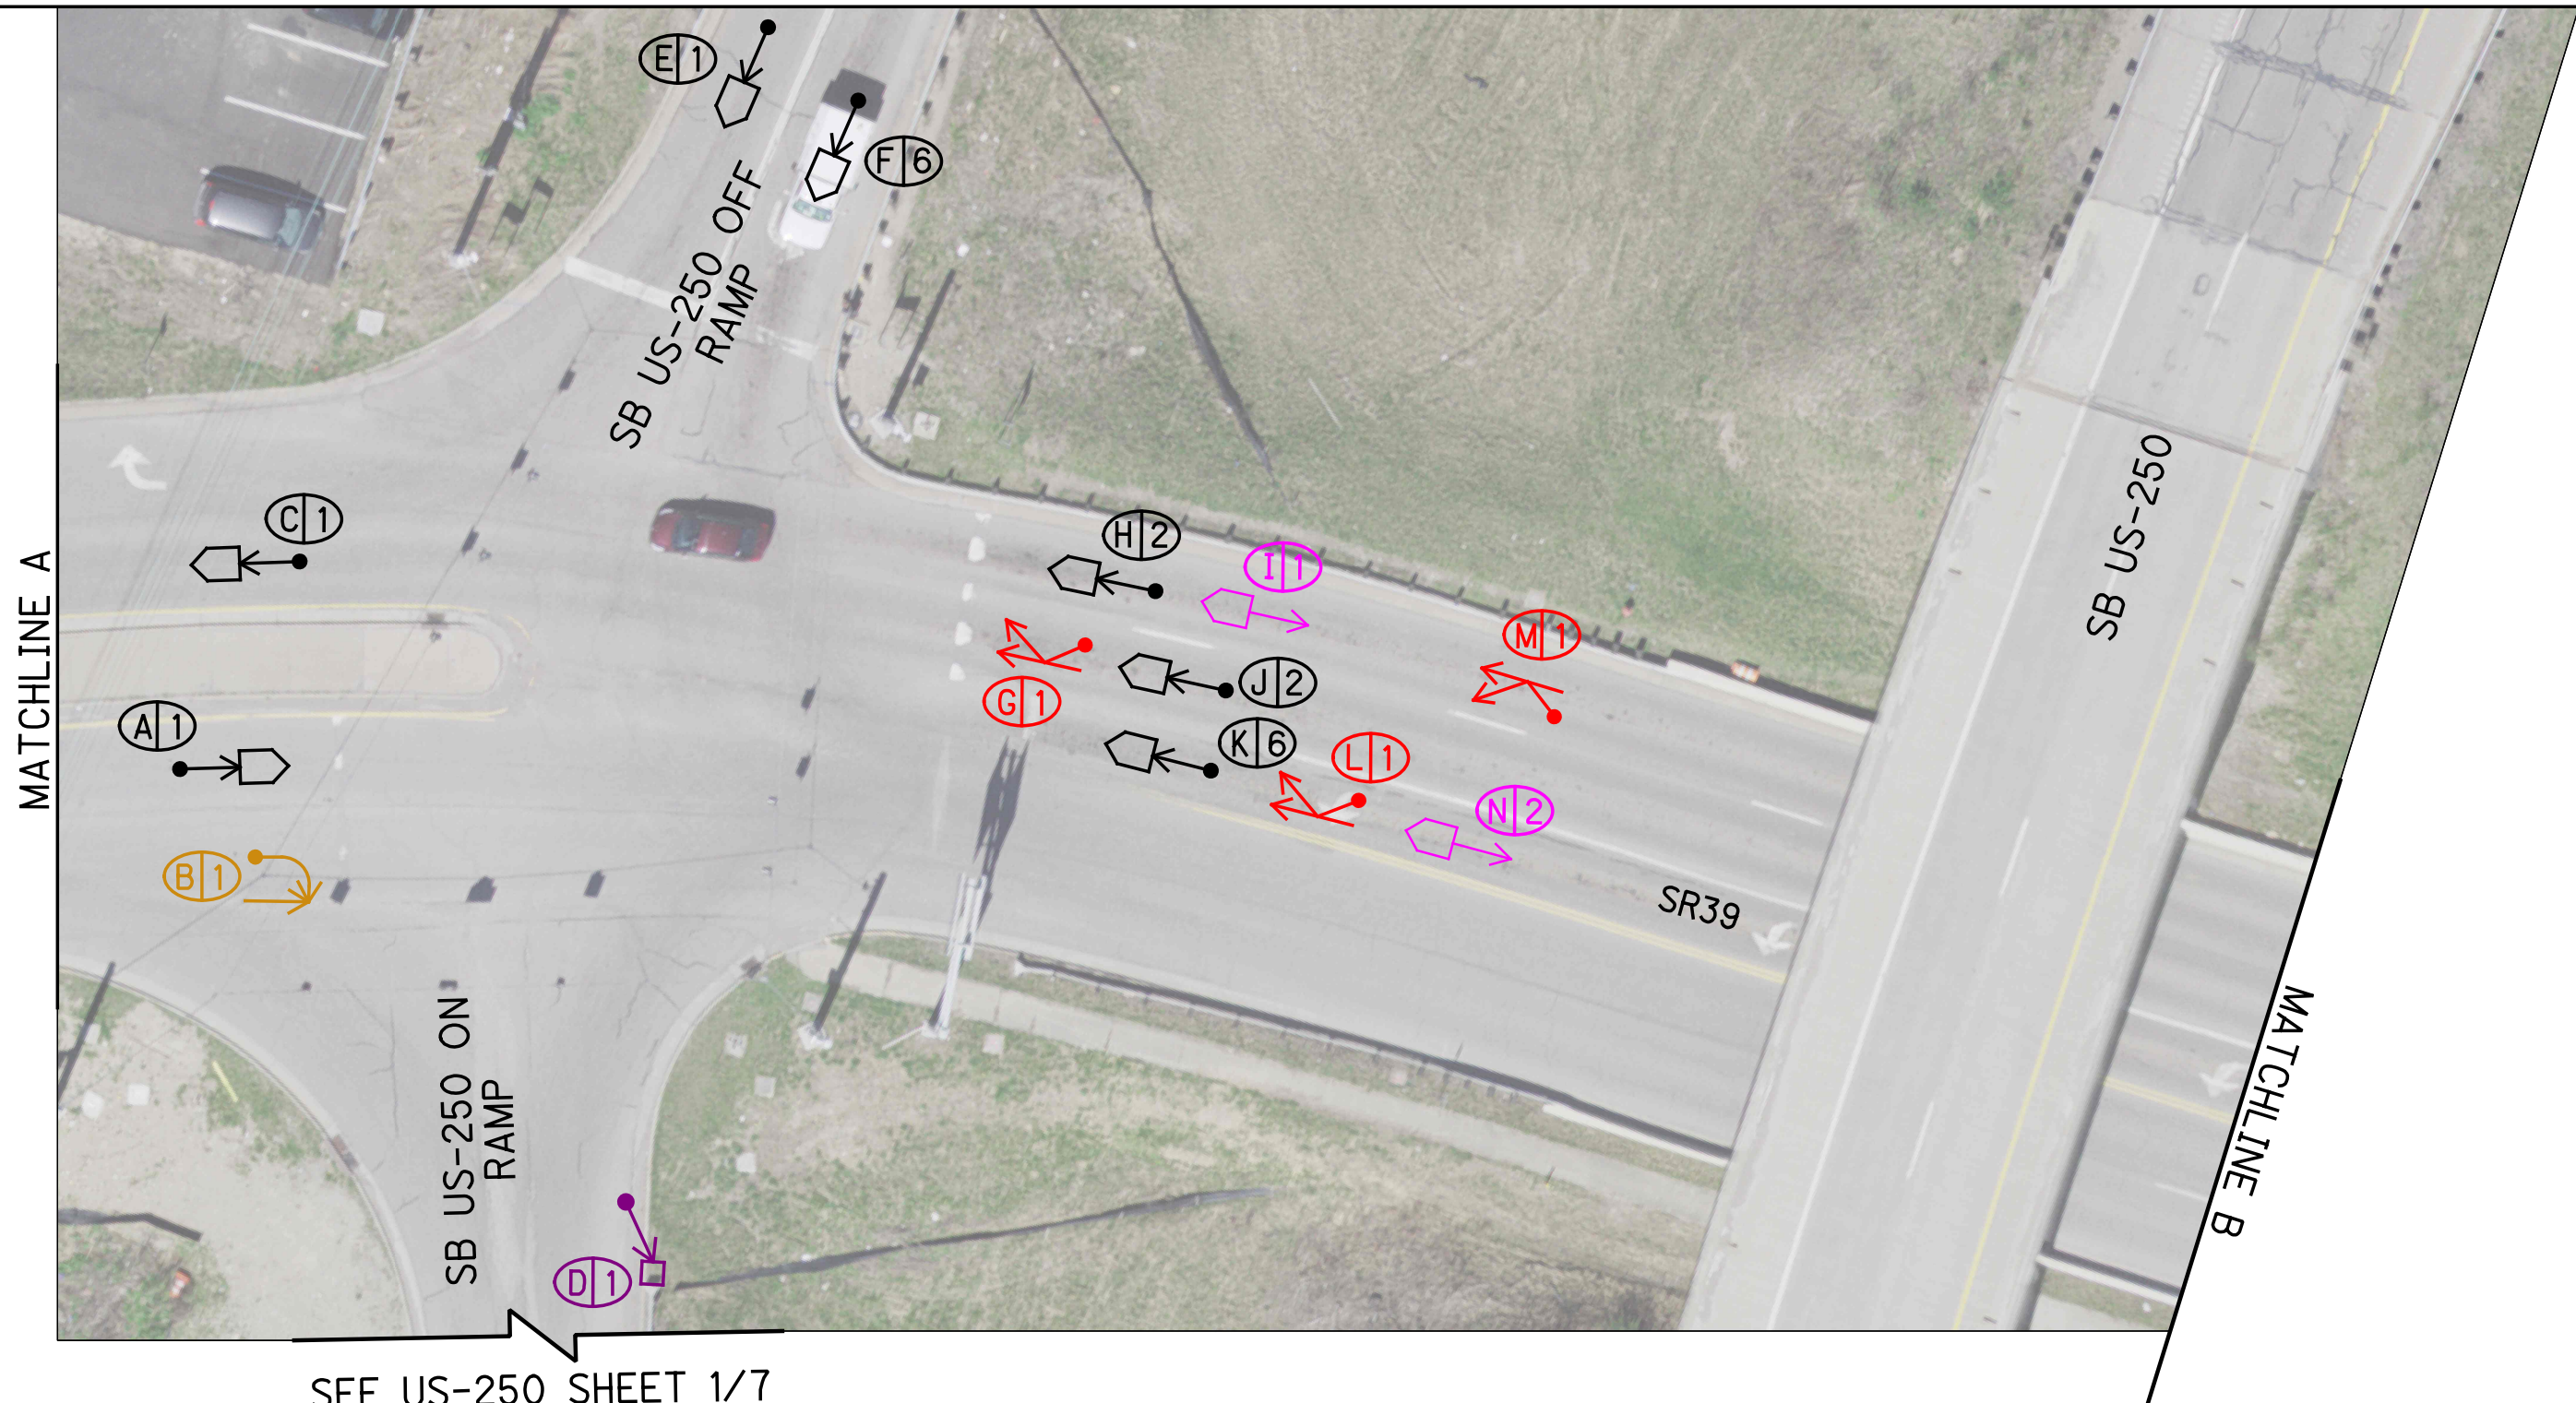 E 1
F 6
SB US-250 OFF
RAMP
C 1
H 2
I 1
M 1
SB US-250
MATCHLINE A
A 1
G 1
J 2
K 6
L 1
N 2
B 1
SR39
SB US-250 ON
RAMP
D 1
MATCHLINE B
SEE US-250 SHEET 1/7